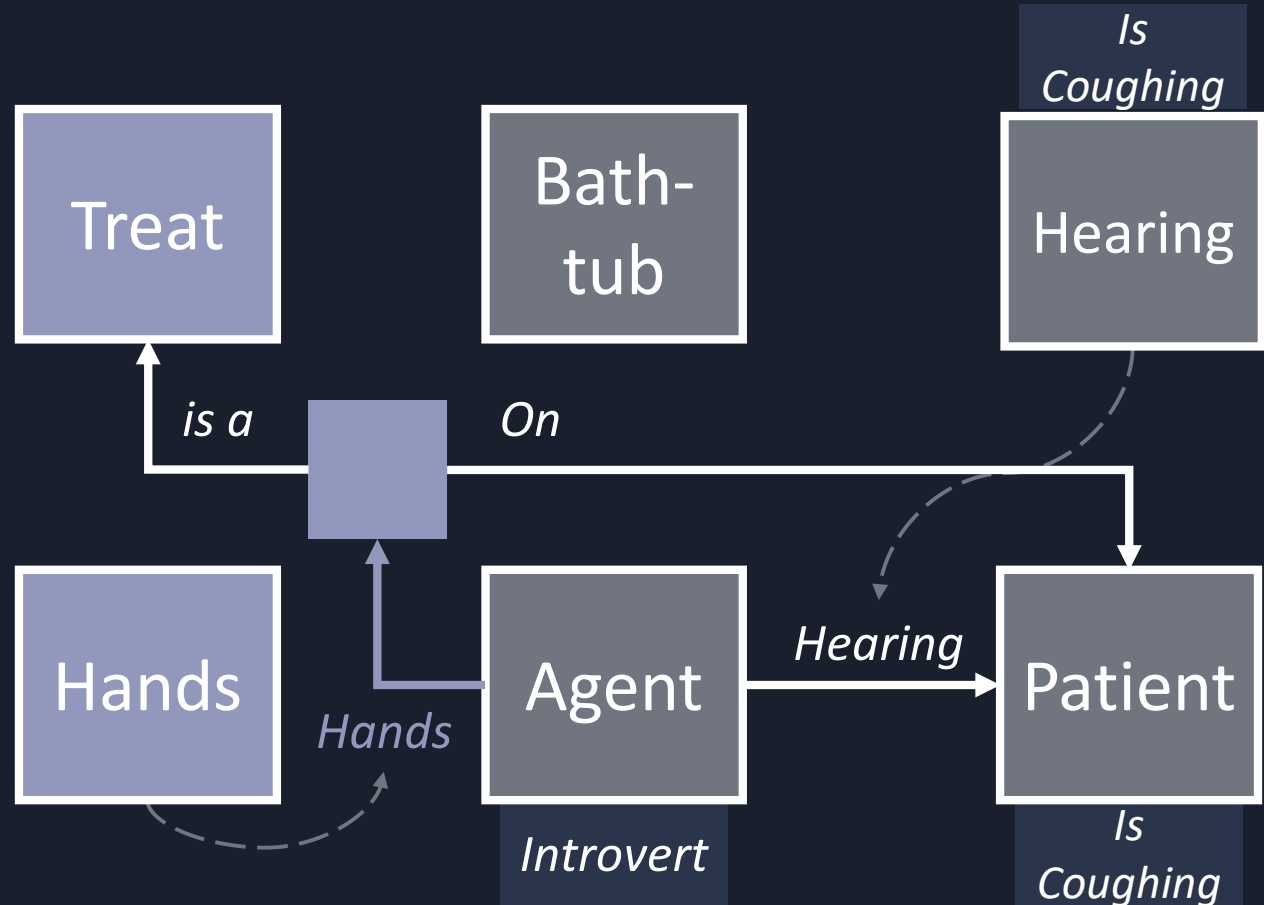 Is
Coughing
Treat
Bath-
tub
Hearing
is a
On
Hands
Hands
Agent
Hearing
Patient
Introvert
Is
Coughing